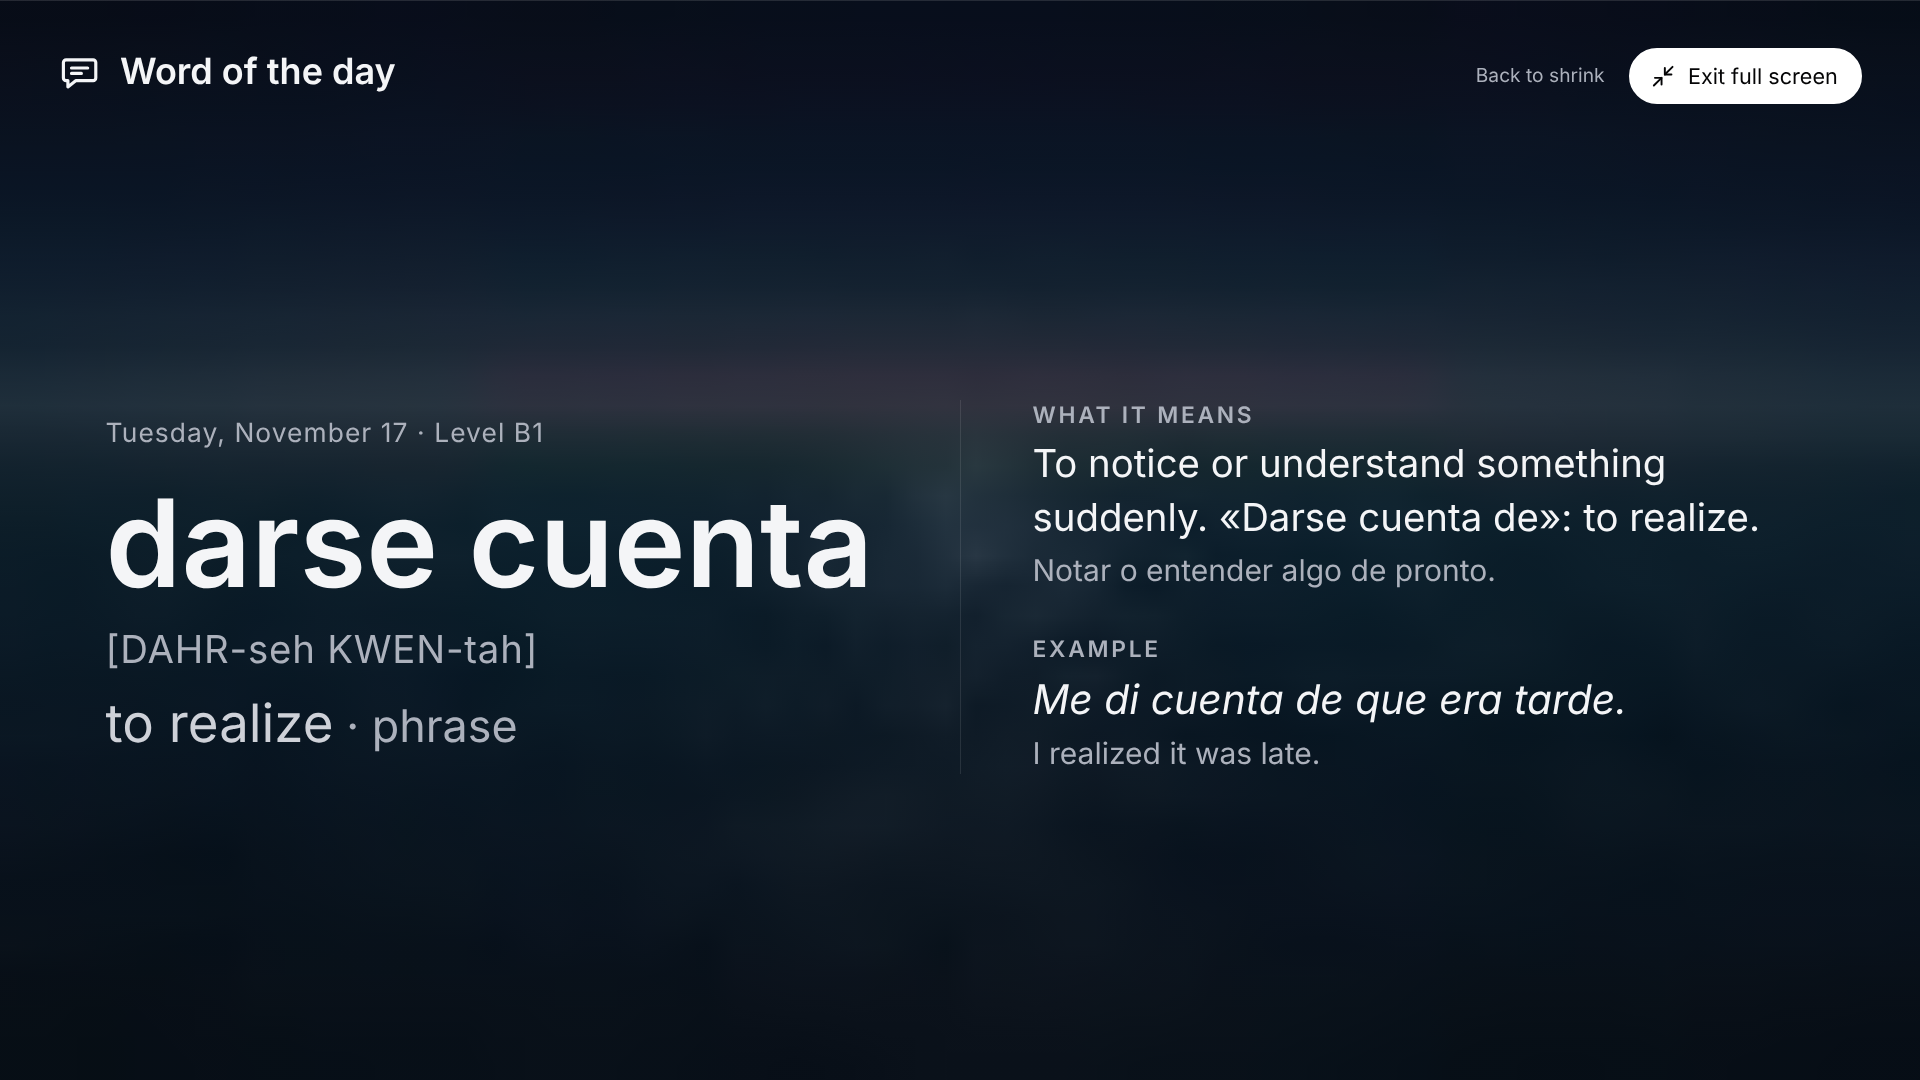 Word of the day
Back to shrink
Exit full screen
Tuesday, November 17 · Level B1
darse cuenta
[DAHR-seh KWEN-tah]
to realize · phrase
WHAT IT MEANS
To notice or understand something
suddenly. «Darse cuenta de»: to realize.
Notar o entender algo de pronto.
EXAMPLE
Me di cuenta de que era tarde.
I realized it was late.